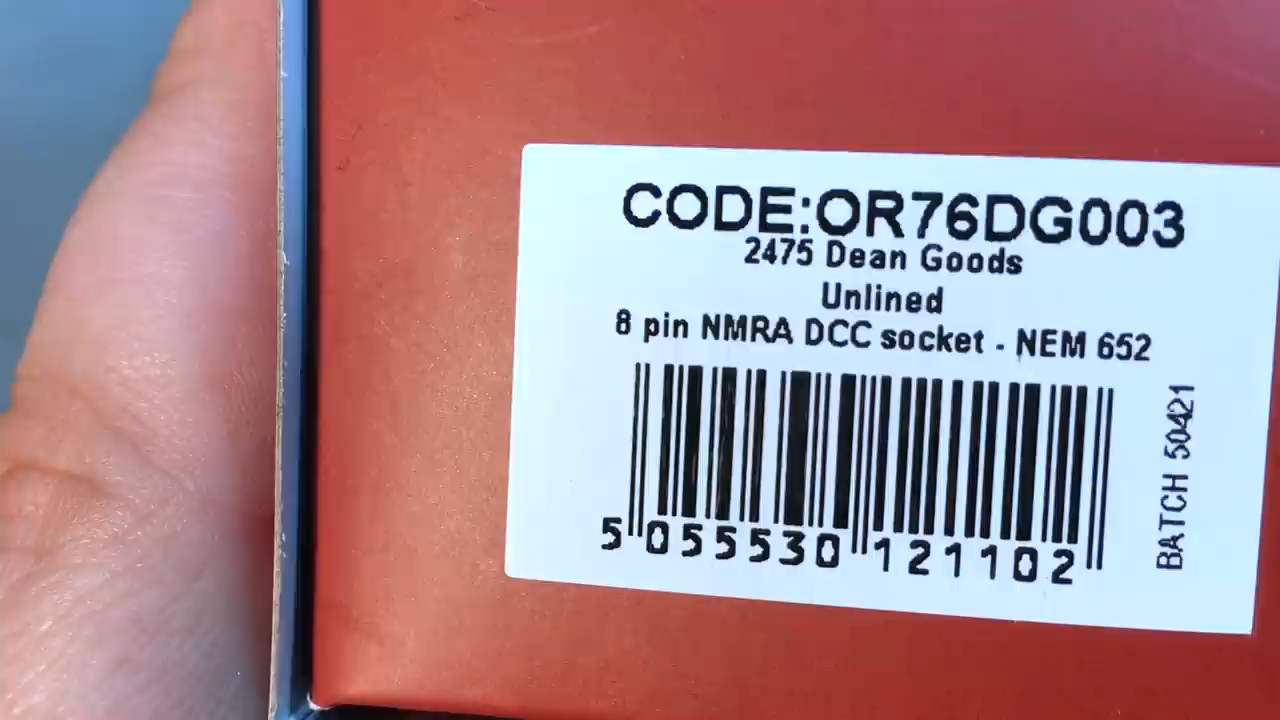 CODE:OR76DG003
2475 Dean Goods
Unlined
8 pin NMRA DCC socket - NEM 652
5 055530 121102
BATCH 50421